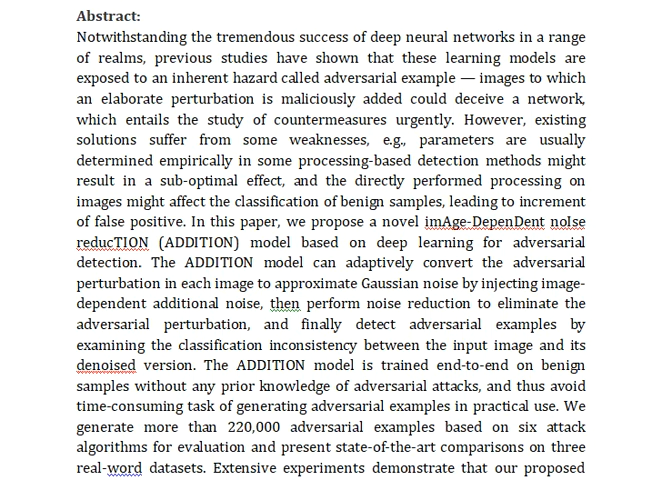 Abstract:
Notwithstanding the tremendous success of deep neural networks in a range
of realms, previous studies have shown that these learning models are
exposed to an inherent hazard called adversarial example — images to which
an elaborate perturbation is maliciously added could deceive a network,
which entails the study of countermeasures urgently. However, existing
solutions suffer from some weaknesses, e.g., parameters are usually
determined empirically in some processing-based detection methods might
result in a sub-optimal effect, and the directly performed processing on
images might affect the classification of benign samples, leading to increment
of false positive. In this paper, we propose a novel imAge-DepenDent noIse
reducTION (ADDITION) model based on deep learning for adversarial
detection. The ADDITION model can adaptively convert the adversarial
perturbation in each image to approximate Gaussian noise by injecting image-
dependent additional noise, then perform noise reduction to eliminate the
adversarial perturbation, and finally detect adversarial examples by
examining the classification inconsistency between the input image and its
denoised version. The ADDITION model is trained end-to-end on benign
samples without any prior knowledge of adversarial attacks, and thus avoid
time-consuming task of generating adversarial examples in practical use. We
generate more than 220,000 adversarial examples based on six attack
algorithms for evaluation and present state-of-the-art comparisons on three
real-word datasets. Extensive experiments demonstrate that our proposed